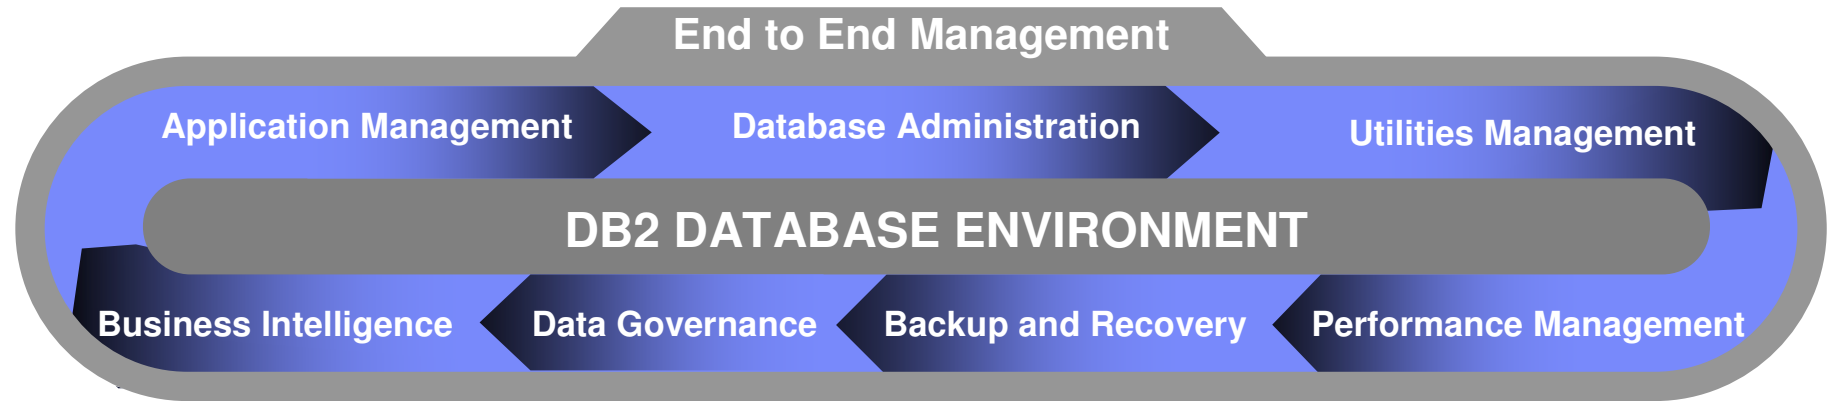 End to End Management
Application Management
Database Administration
Utilities Management
DB2 DATABASE ENVIRONMENT
Business Intelligence
Data Governance
Backup and Recovery
Performance Management